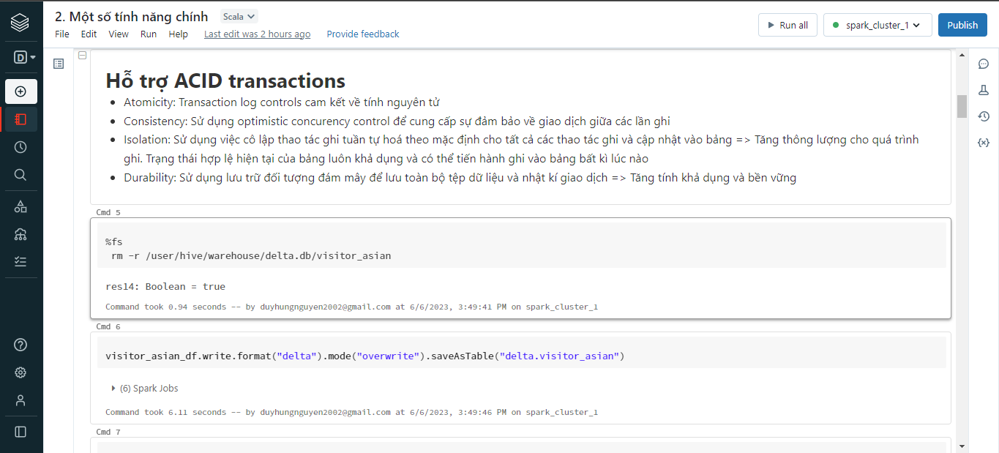 2. Một số tính năng chính Scala
File Edit View Run Help Last edit was 2 hours ago Provide feedback
Run all spark_cluster_1 Publish
D
Hỗ trợ ACID transactions
Atomicity: Transaction log controls cam kết về tính nguyên tử
Consistency: Sử dụng optimistic concurency control để cung cấp sự đảm bảo về giao dịch giữa các lần ghi
Isolation: Sử dụng việc cô lập thao tác ghi tuần tự hoá theo mặc định cho tất cả các thao tác ghi và cập nhật vào bảng => Tăng thông lượng cho quá trình
ghi. Trạng thái hợp lệ hiện tại của bảng luôn khả dụng và có thể tiến hành ghi vào bảng bất kì lúc nào
Durability: Sử dụng lưu trữ đối tượng đám mây để lưu toàn bộ tệp dữ liệu và nhật kí giao dịch => Tăng tính khả dụng và bền vững
Cmd 5
%fs
rm -r /user/hive/warehouse/delta.db/visitor_asian
res14: Boolean = true
Command took 0.94 seconds -- by duyhungnguyen2002@gmail.com at 6/6/2023, 3:49:41 PM on spark_cluster_1
Cmd 6
visitor_asian_df.write.format("delta").mode("overwrite").saveAsTable("delta.visitor_asian")
(6) Spark Jobs
Command took 6.11 seconds -- by duyhungnguyen2002@gmail.com at 6/6/2023, 3:49:46 PM on spark_cluster_1
Cmd 7